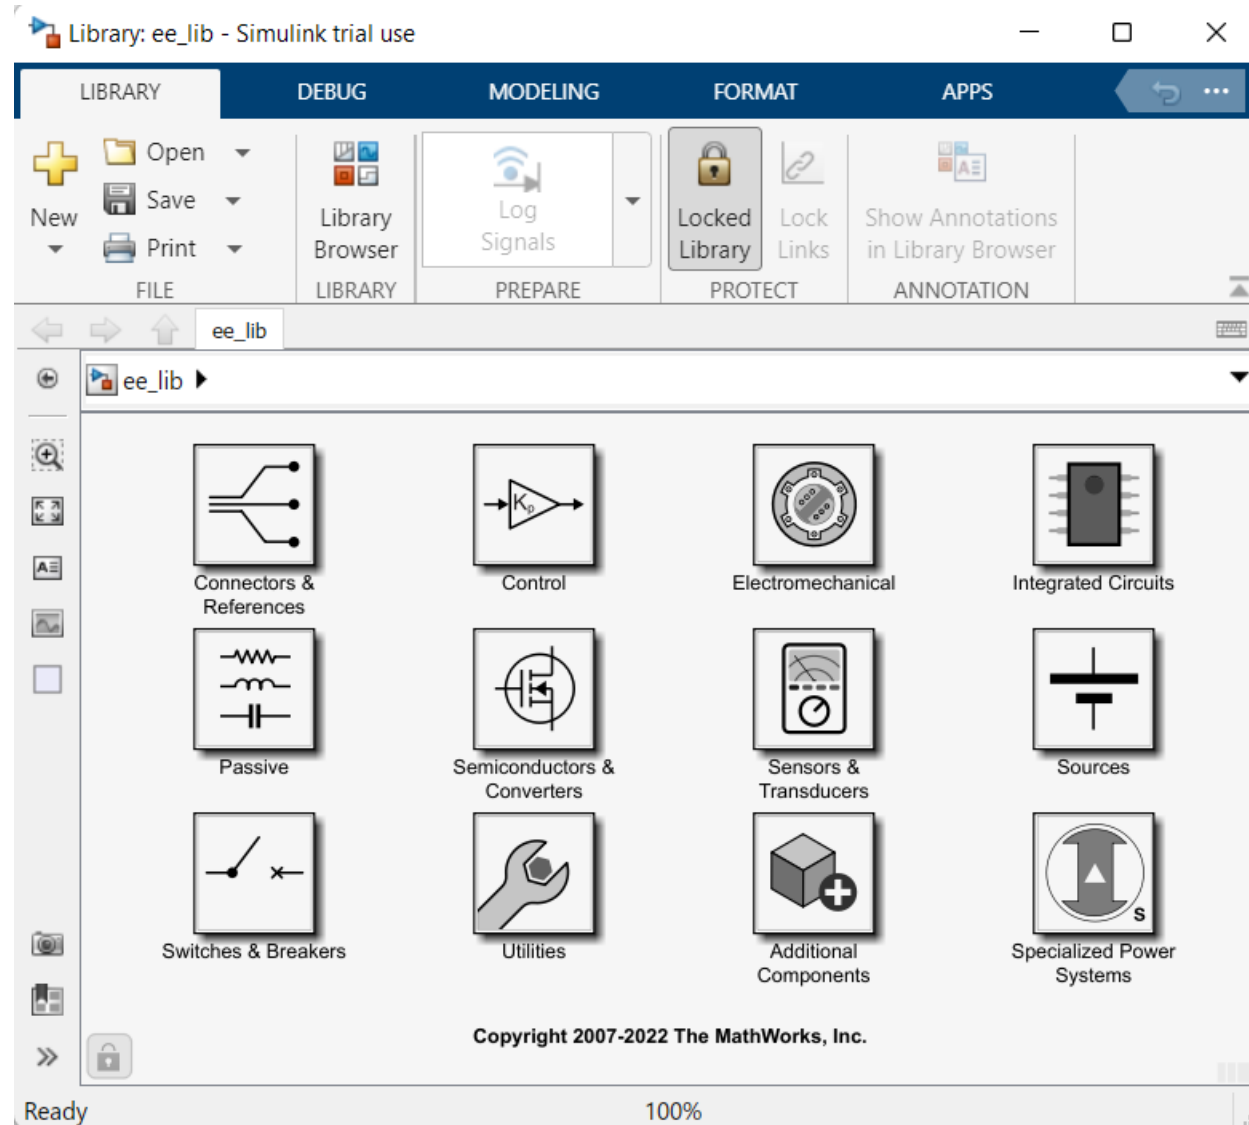 Library: ee_lib - Simulink trial use
LIBRARY DEBUG MODELING FORMAT APPS
New
Open
Save
Print
FILE
Library
Browser
LIBRARY
Log
Signals
PREPARE
Locked
Library
Lock
Links
PROTECT
Show Annotations
in Library Browser
ANNOTATION
ee_lib
ee_lib
Kp
Connectors &
References
Control
Electromechanical
Integrated Circuits
Passive
Semiconductors &
Converters
Sensors &
Transducers
Sources
S
Switches & Breakers
Utilities
Additional
Components
Specialized Power
Systems
Copyright 2007-2022 The MathWorks, Inc.
Ready 100%